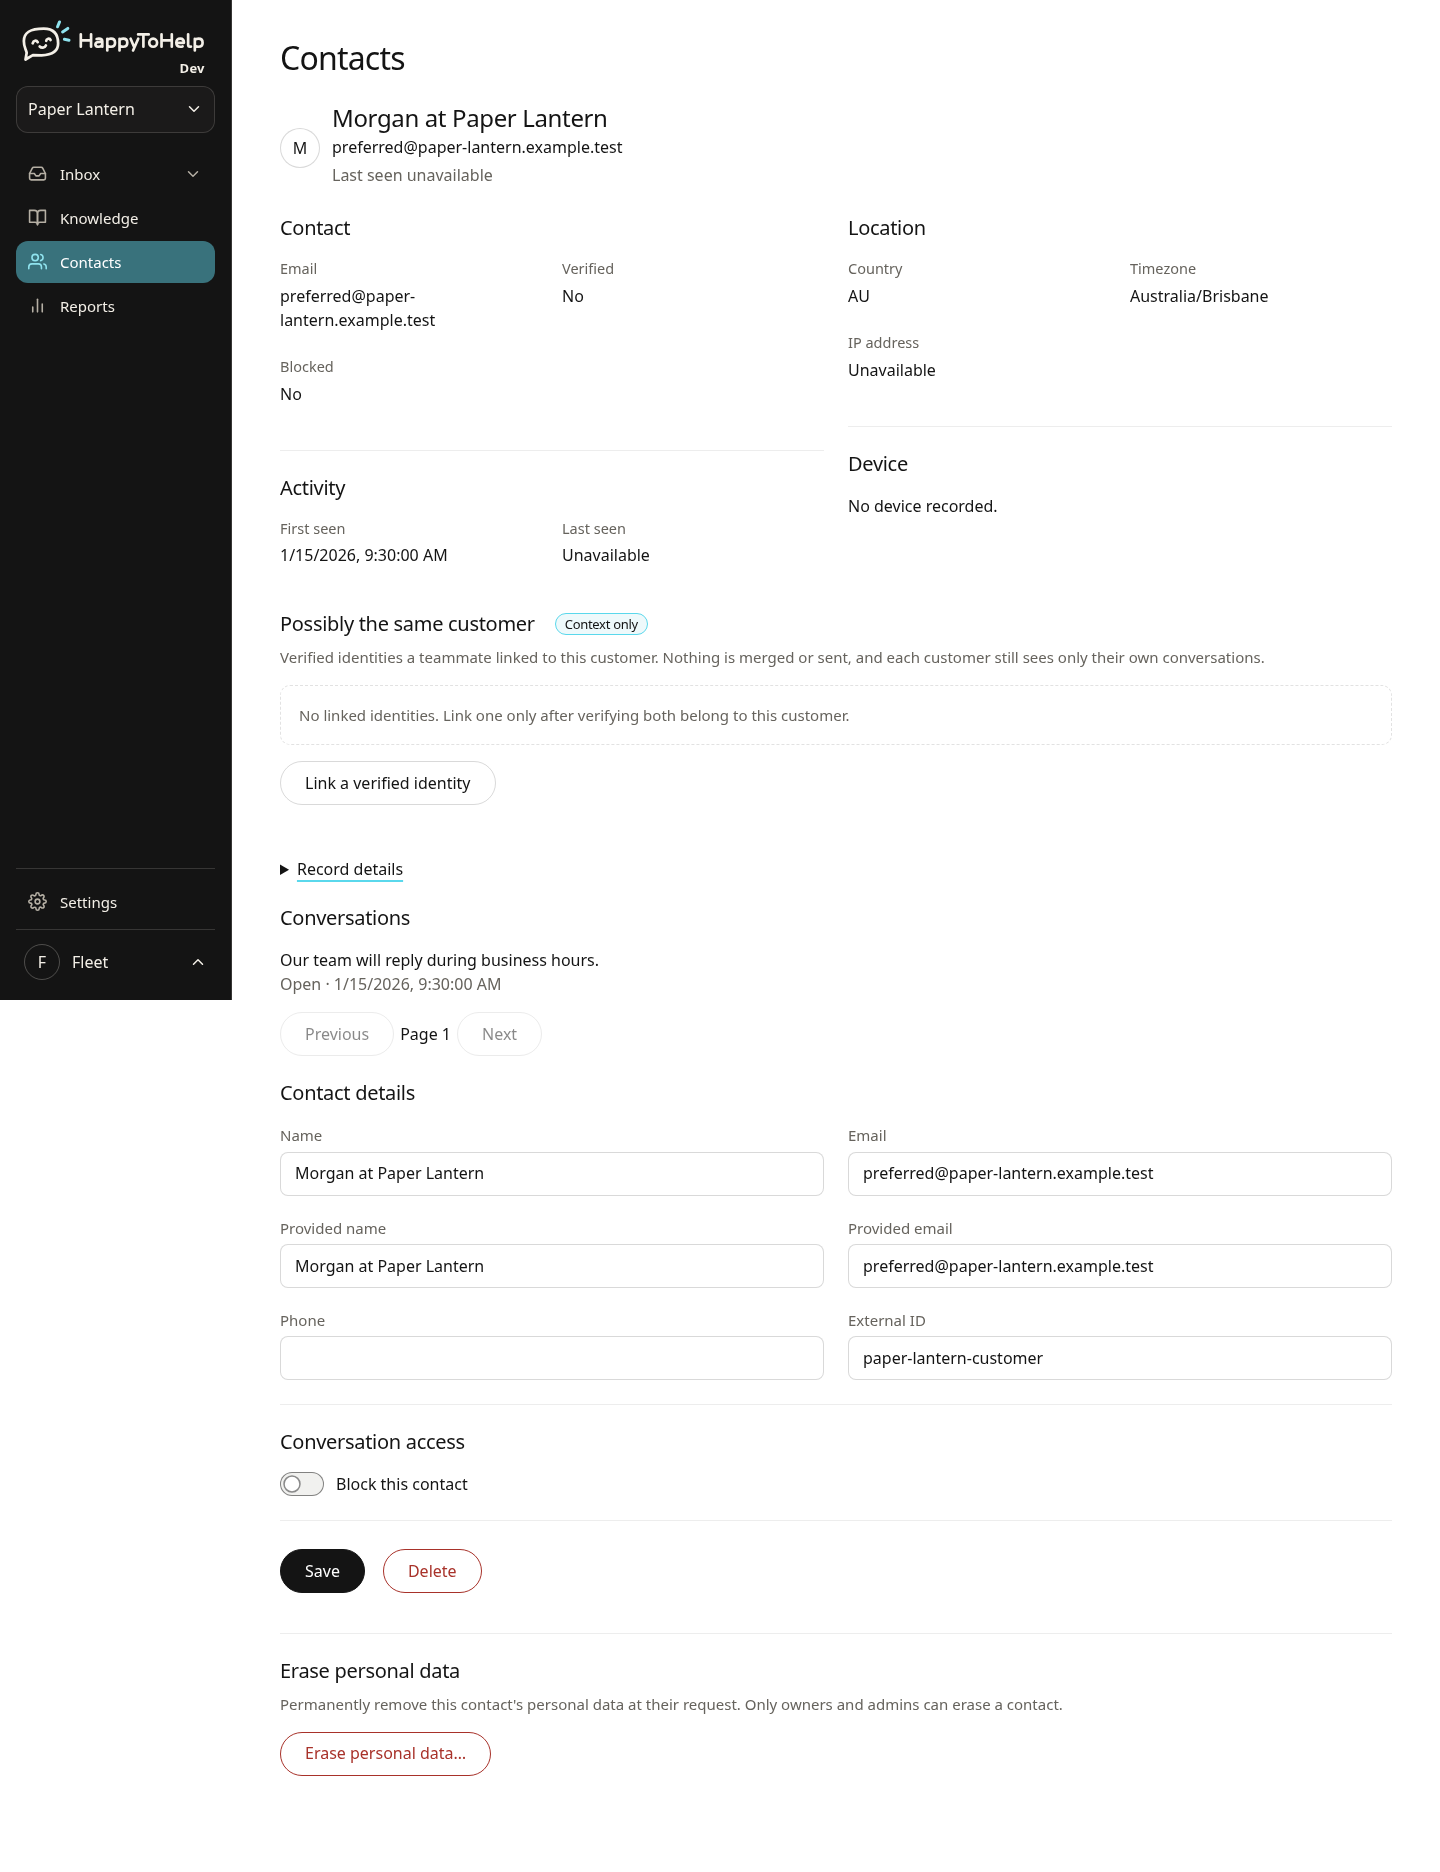 HappyToHelp
Dev
Paper Lantern
Inbox
Knowledge
Contacts
Reports
Settings
F
Fleet
Contacts
M
Morgan at Paper Lantern
preferred@paper-lantern.example.test
Last seen unavailable
Contact
Email
Verified
preferred@paper-
lantern.example.test
No
Blocked
No
Activity
First seen
Last seen
1/15/2026, 9:30:00 AM
Unavailable
Location
Country
Timezone
AU
Australia/Brisbane
IP address
Unavailable
Device
No device recorded.
Possibly the same customer
Context only
Verified identities a teammate linked to this customer. Nothing is merged or sent, and each customer still sees only their own conversations.
No linked identities. Link one only after verifying both belong to this customer.
Link a verified identity
Record details
Conversations
Our team will reply during business hours.
Open · 1/15/2026, 9:30:00 AM
Previous
Page 1
Next
Contact details
Name
Email
Morgan at Paper Lantern
preferred@paper-lantern.example.test
Provided name
Provided email
Morgan at Paper Lantern
preferred@paper-lantern.example.test
Phone
External ID
paper-lantern-customer
Conversation access
Block this contact
Save
Delete
Erase personal data
Permanently remove this contact's personal data at their request. Only owners and admins can erase a contact.
Erase personal data...